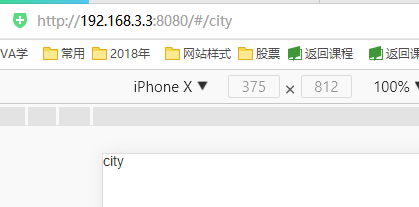 http://192.168.3.3:8080/#/city
VA学 常用 2018年 网站样式 股票 返回课程 返回课
iPhone X ▼ 375 × 812 100% ▼
city